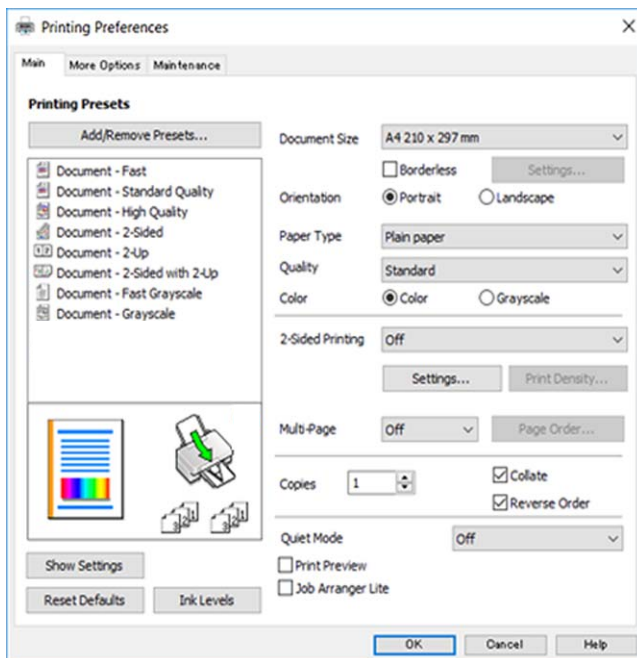 Printing Preferences
Main More Options Maintenance
Printing Presets
Add/Remove Presets...
Document - Fast
Document - Standard Quality
Document - High Quality
Document - 2-Sided
Document - 2-Up
Document - 2-Sided with 2-Up
Document - Fast Grayscale
Document - Grayscale
Show Settings
Reset Defaults Ink Levels
Document Size A4 210 x 297 mm
Borderless Settings...
Orientation Portrait Landscape
Paper Type Plain paper
Quality Standard
Color Color Grayscale
2-Sided Printing Off
Settings... Print Density...
Multi-Page Off Page Order...
Copies 1 Collate
Reverse Order
Quiet Mode Off
Print Preview
Job Arranger Lite
OK Cancel Help